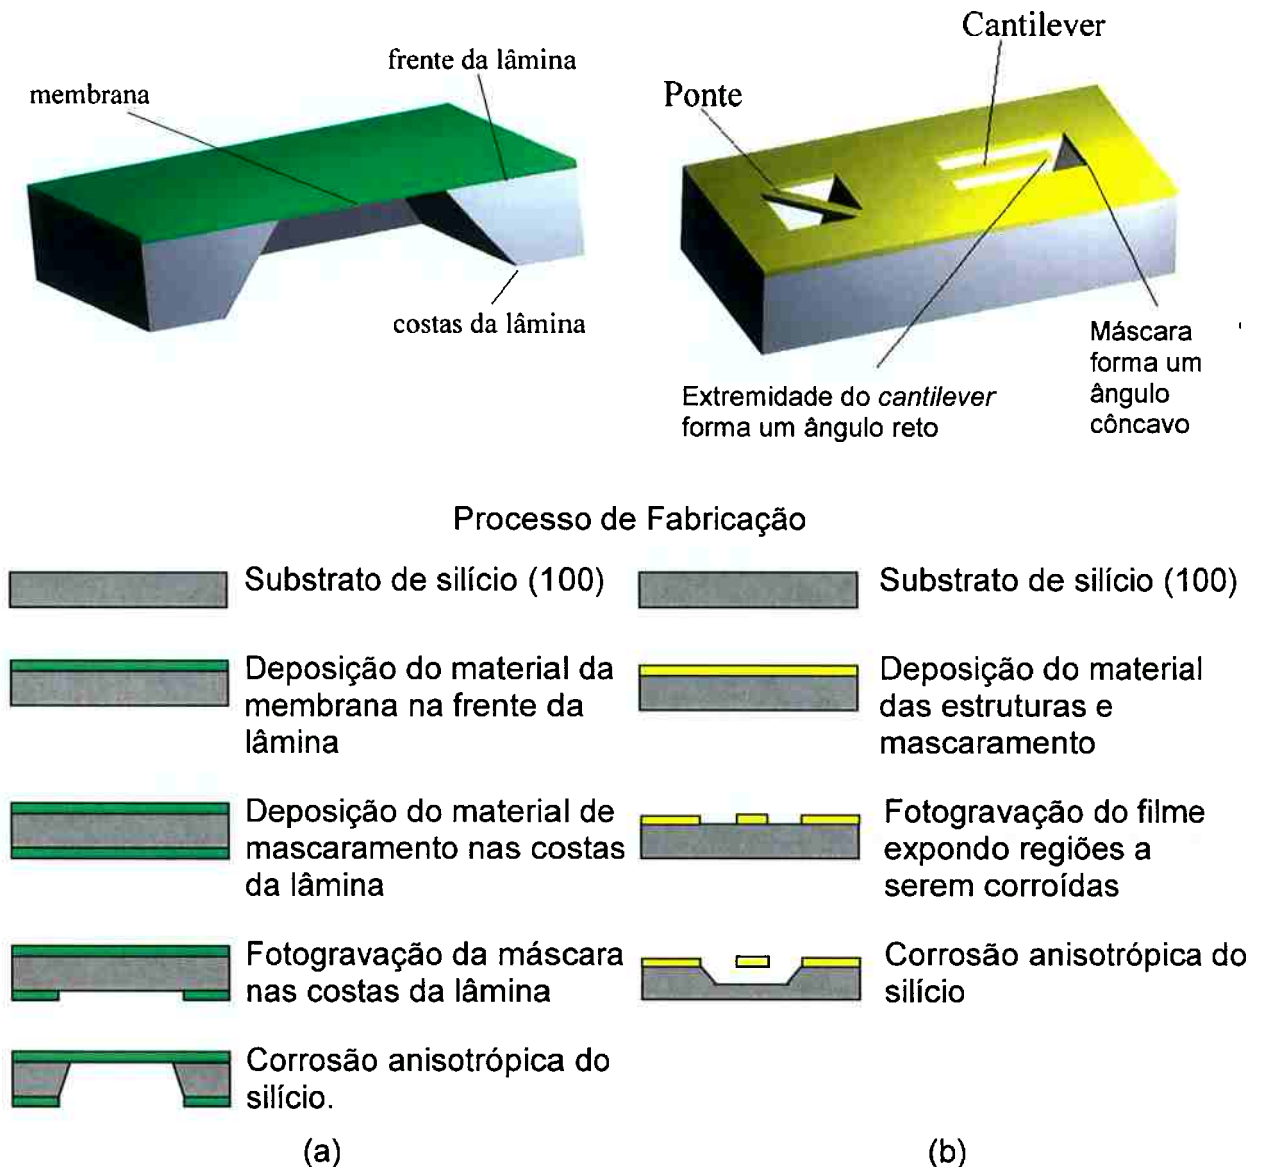 frente da lâmina
membrana
costas da lâmina
Cantilever
Ponte
Extremidade do cantilever
forma um ângulo reto
Máscara
forma um
ângulo
côncavo
Processo de Fabricação
Substrato de silício (100)
Deposição do material da
membrana na frente da
lâmina
Deposição do material de
mascaramento nas costas
da lâmina
Fotogravação da máscara
nas costas da lâmina
Corrosão anisotrópica do
silício.
(a)
Substrato de silício (100)
Deposição do material
das estruturas e
mascaramento
Fotogravação do filme
expondo regiões a
serem corroídas
Corrosão anisotrópica do
silício
(b)